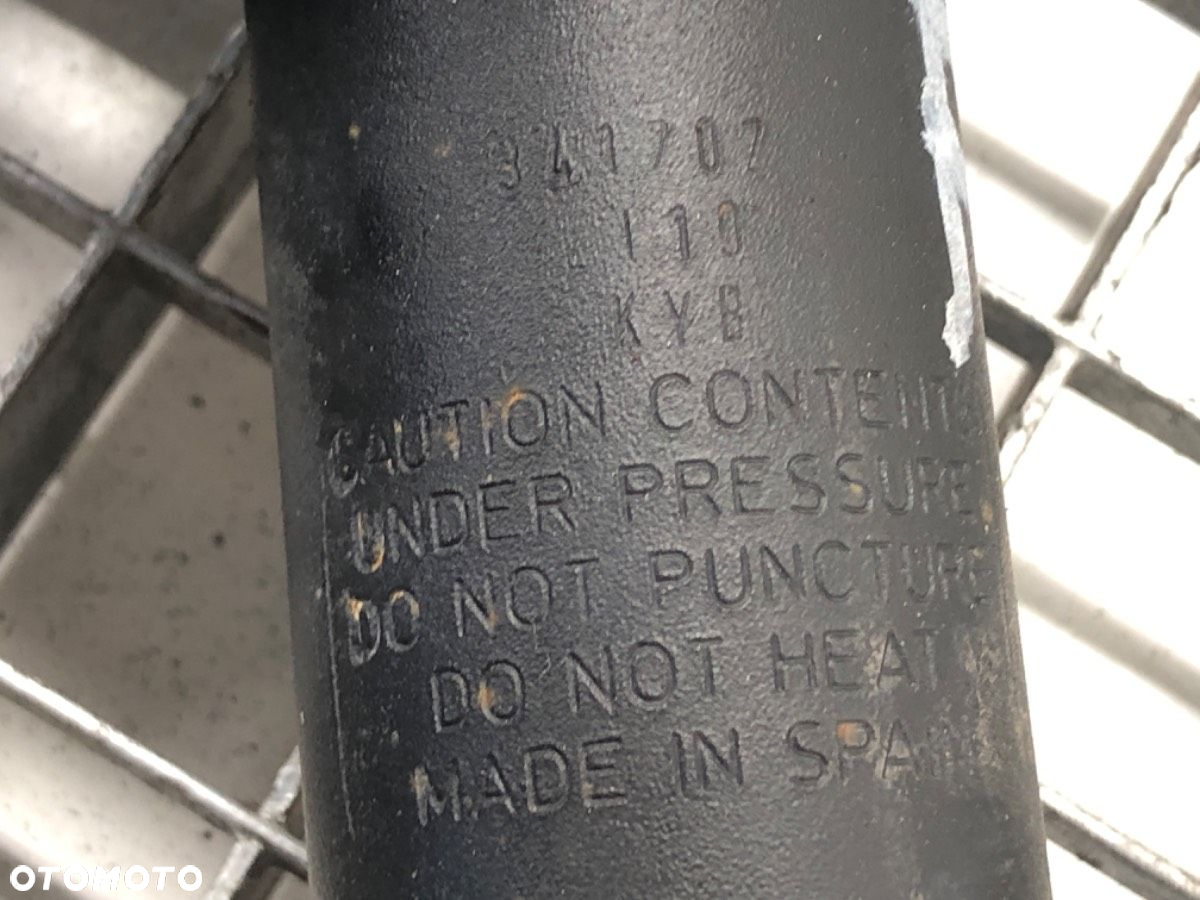 341702
KYB
CAUTION CONTENTS
UNDER PRESSURE
DO NOT PUNCTURE
DO NOT HEAT
MADE IN SPAIN
OTOMOTO